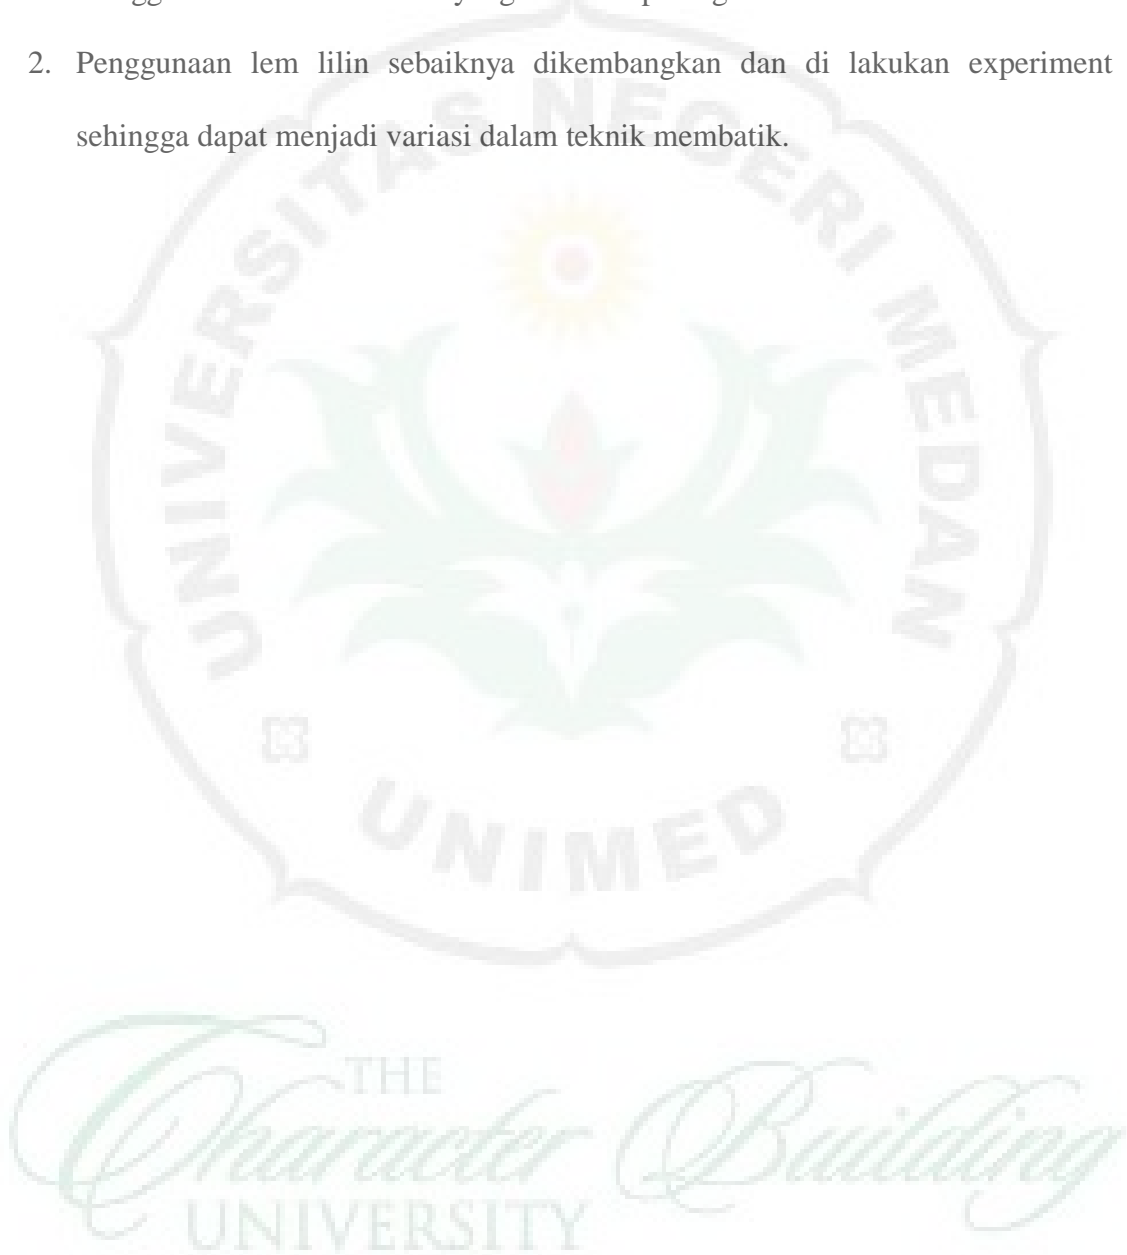 2. Penggunaan lem lilin sebaiknya dikembangkan dan di lakukan experiment
sehingga dapat menjadi variasi dalam teknik membatik.
UNIVERSITAS NEGERI MEDAN
UNIMED
THE
Character Building
UNIVERSITY